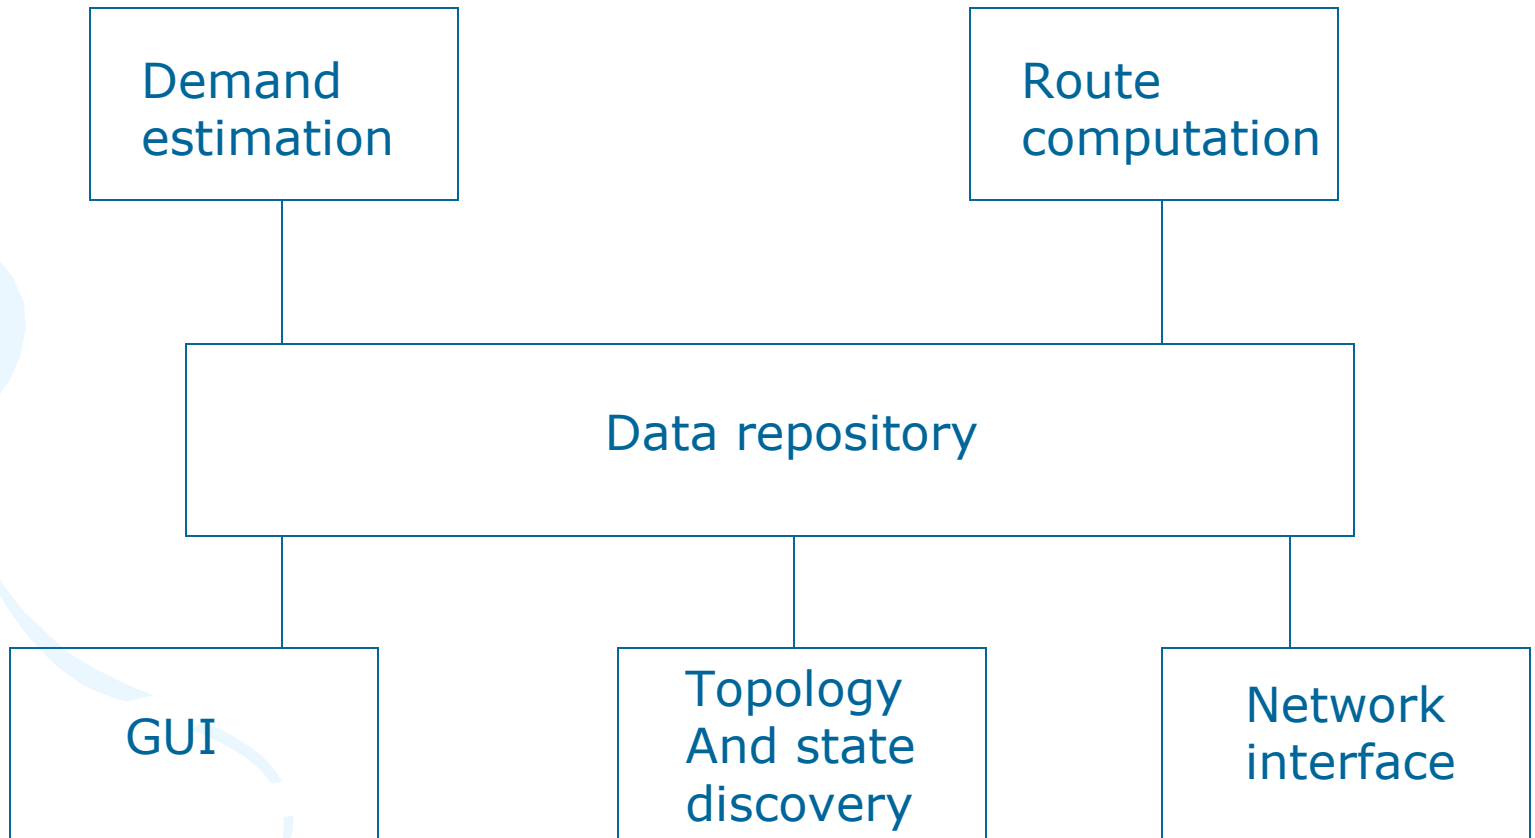 Demand
estimation
Route
computation
Data repository
GUI
Topology
And state
discovery
Network
interface